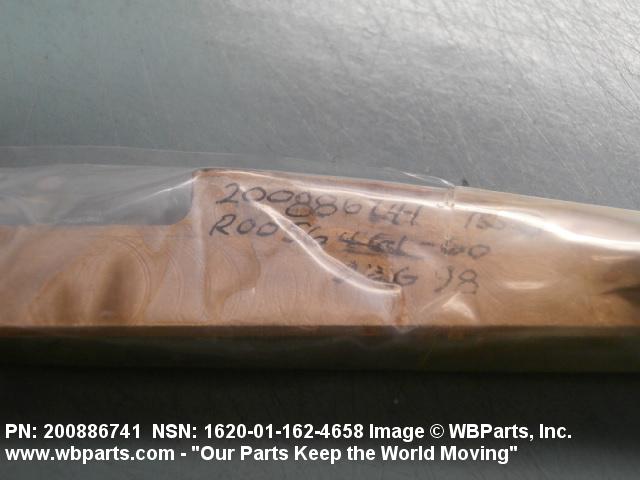 200886741
R0056
PN: 200886741 NSN: 1620-01-162-4658 Image © WBParts, Inc.
www.wbparts.com - "Our Parts Keep the World Moving"